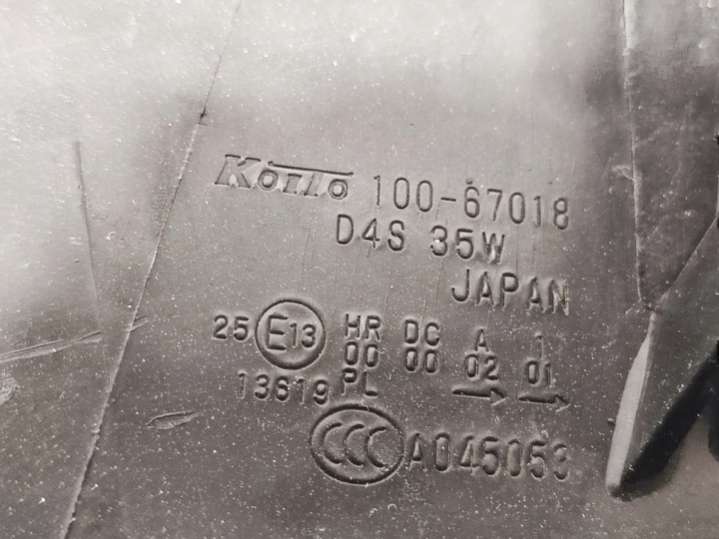 Koito 100-67018
D4S 35W
JAPAN
25 E13 HR DC A 1
00 00 02 01
13619 PL
CCC A045053